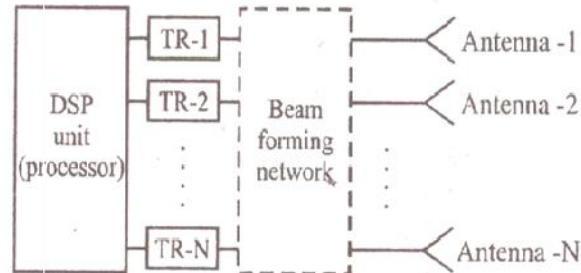 TR-1
Antenna -1
TR-2
Antenna -2
DSP
unit
(processor)
Beam
forming
network
TR-N
Antenna -N